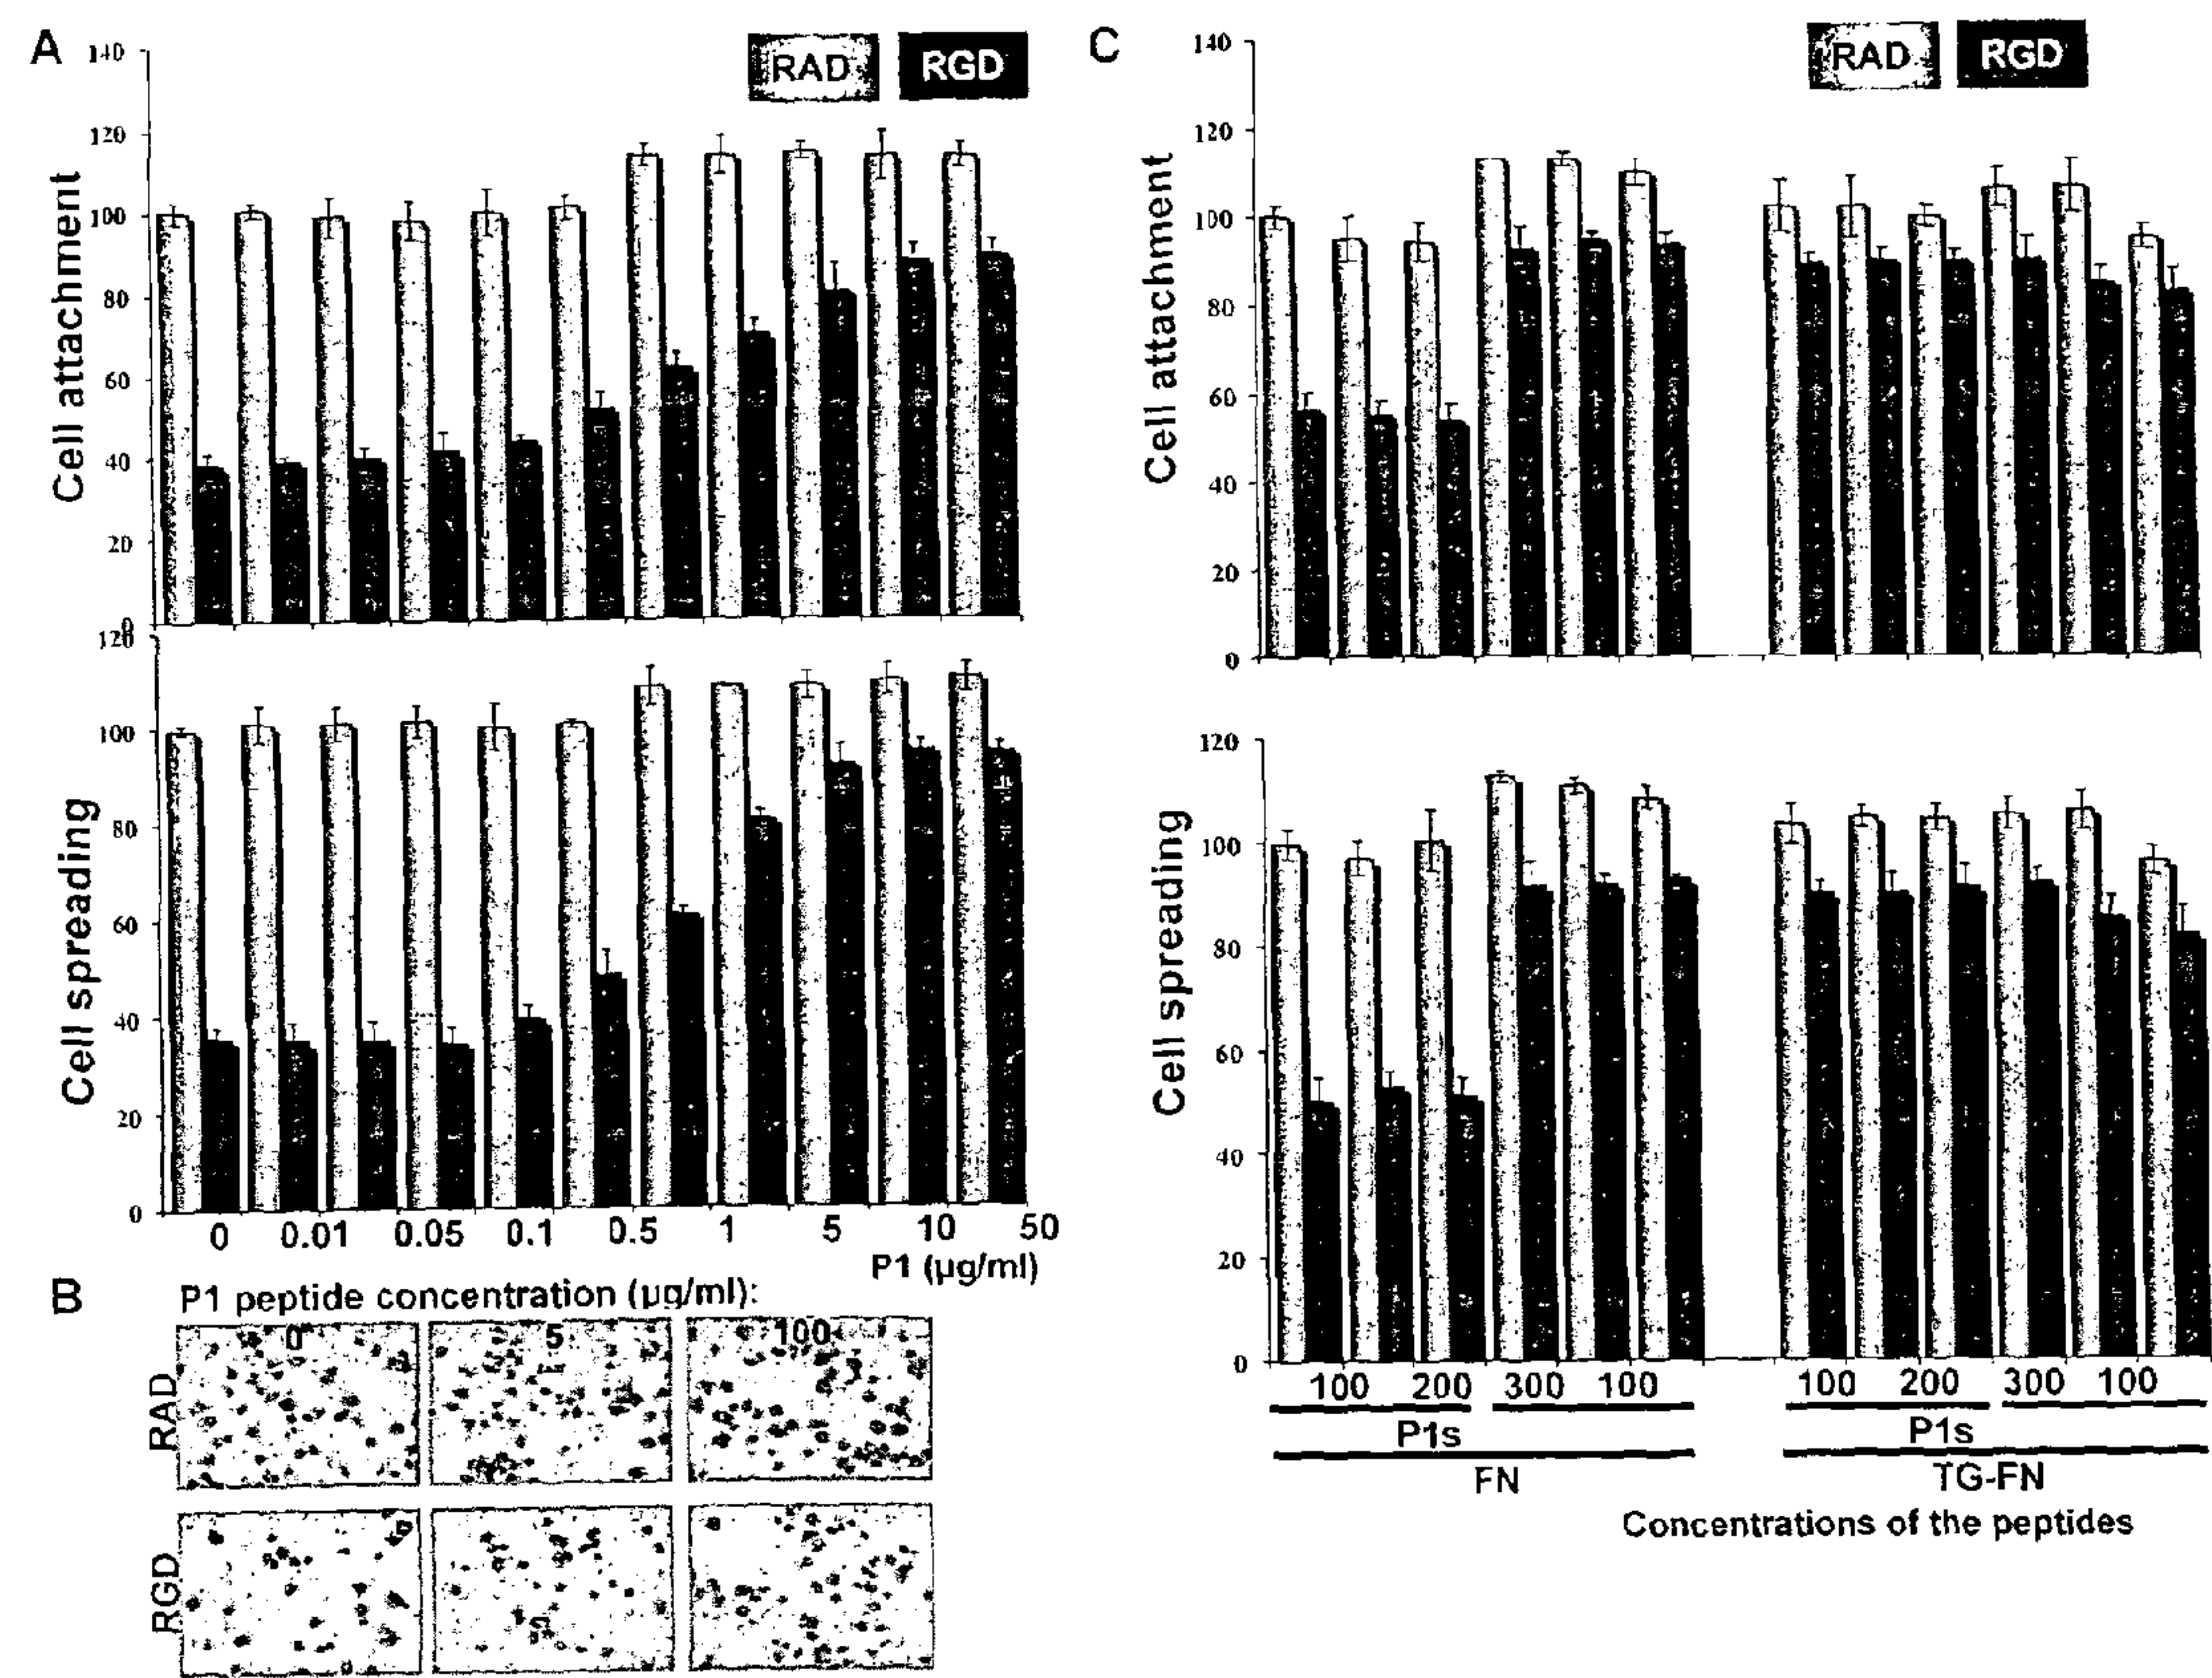 A
RAD RGD
140
120
100
80
60
40
20
0
Cell attachment
120
100
80
60
40
20
0
Cell spreading
0 0.01 0.05 0.1 0.5 1 5 10 50
P1 (µg/ml)
B
P1 peptide concentration (µg/ml):
0 5 100
RAD
RGD
C
RAD RGD
140
120
100
80
60
40
20
0
Cell attachment
120
100
80
60
40
20
0
Cell spreading
100 200 300 100 100 200 300 100
P1s P1s
FN TG-FN
Concentrations of the peptides